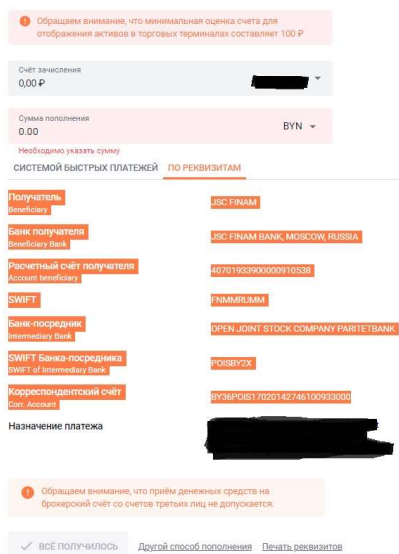 Обращаем внимание, что минимальная оценка счета для
отображения активов в торговых терминалах составляет 100 ₽
Счёт зачисления
0,00 ₽
Сумма пополнения
0.00
BYN
Необходимо указать сумму
СИСТЕМОЙ БЫСТРЫХ ПЛАТЕЖЕЙ ПО РЕКВИЗИТАМ
Получатель
Beneficiary
JSC FINAM
Банк получателя
Beneficiary Bank
JSC FINAM BANK, MOSCOW, RUSSIA
Расчетный счёт получателя
Account beneficiary
40701933900000910538
SWIFT
FNMMRUMM
Банк-посредник
Intermediary Bank
OPEN JOINT STOCK COMPANY PARITETBANK
SWIFT Банка-посредника
SWIFT of Intermediary Bank
POISBY2X
Корреспондентский счёт
Corr. Account
BY36POIS17020142746100933000
Назначение платежа
Обращаем внимание, что приём денежных средств на
брокерский счёт со счетов третьих лиц не допускается.
ВСЁ ПОЛУЧИЛОСЬ Другой способ пополнения Печать реквизитов